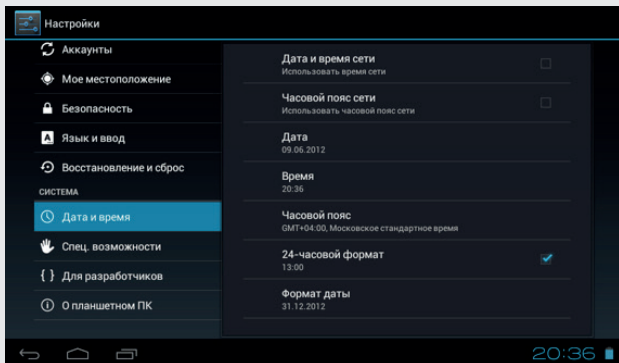 Настройки
Аккаунты
Мое местоположение
Безопасность
Язык и ввод
Восстановление и сброс
СИСТЕМА
Дата и время
Спец. возможности
{ } Для разработчиков
О планшетном ПК
Дата и время сети
Использовать время сети
Часовой пояс сети
Использовать часовой пояс сети
Дата
09.06.2012
Время
20:36
Часовой пояс
GMT+04:00, Московское стандартное время
24-часовой формат
13:00
Формат даты
31.12.2012
20:36